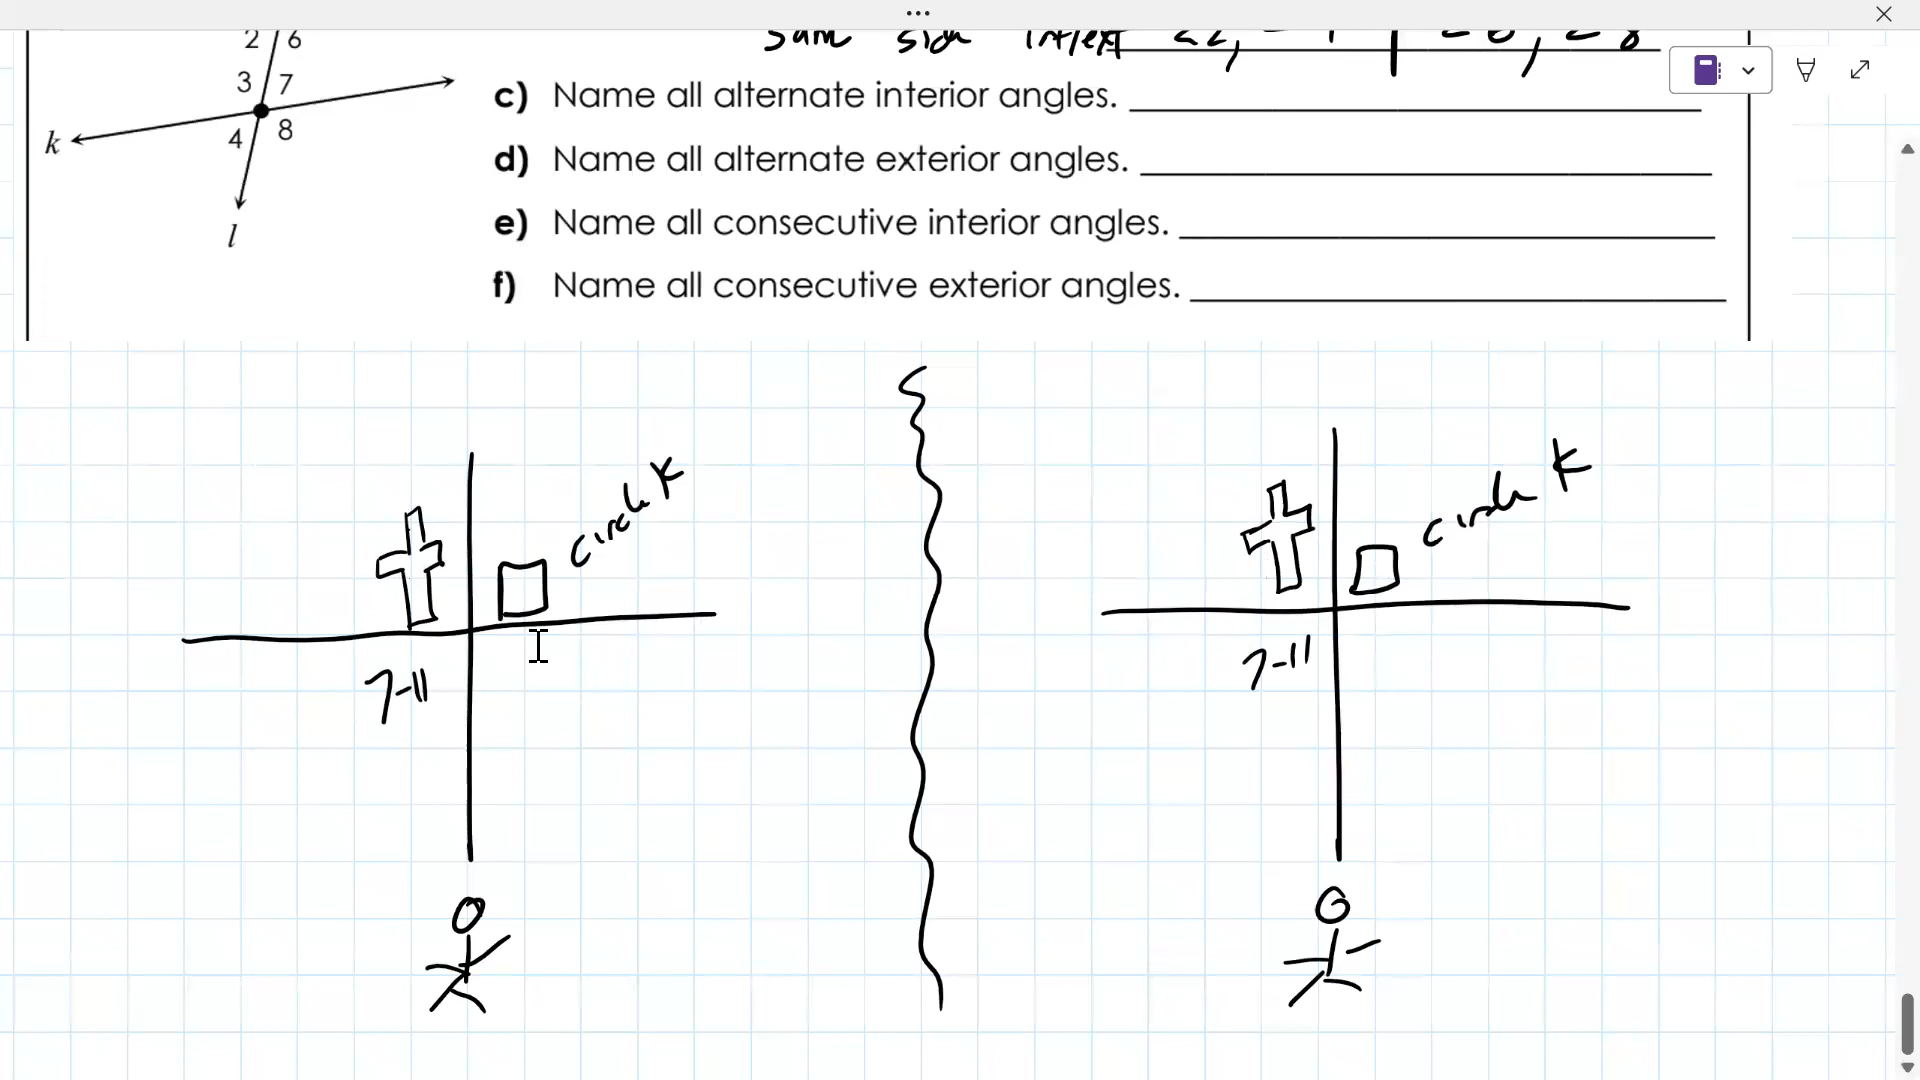 2 6
3 7
k 4 8
l
c) Name all alternate interior angles.
d) Name all alternate exterior angles.
e) Name all consecutive interior angles.
f) Name all consecutive exterior angles.
circle K
7-11
circle K
7-11